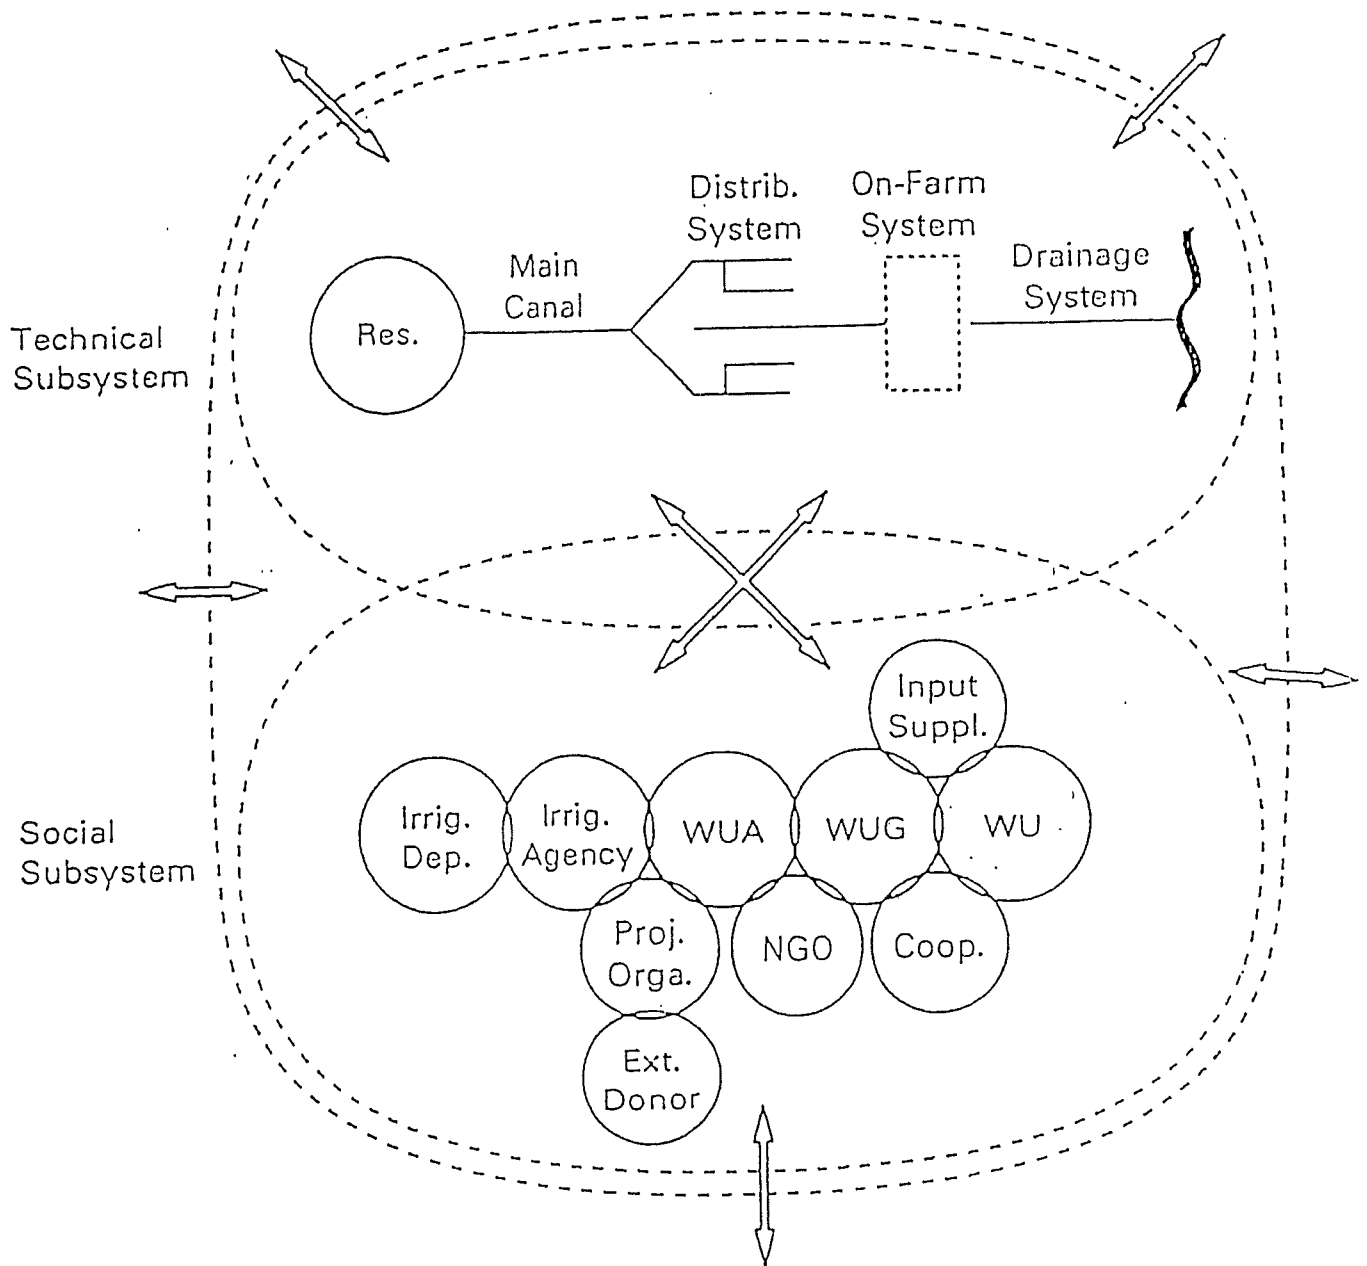 Distrib.
System
On-Farm
System
Main
Canal
Drainage
System
Res.
Technical
Subsystem
Input
Suppl.
Irrig.
Dep.
Irrig.
Agency
WUA
WUG
WU
Social
Subsystem
Proj.
Orga.
NGO
Coop.
Ext.
Donor